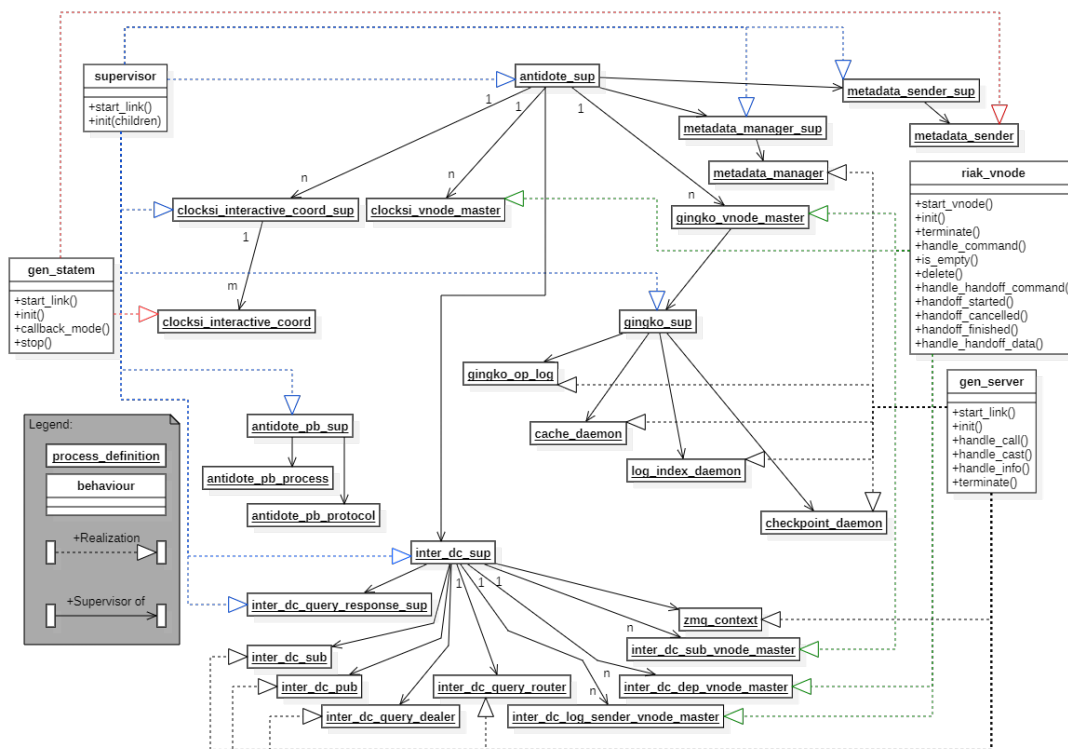 supervisor
+start_link()
+init(children)
antidote_sup
metadata_sender_sup
metadata_manager_sup
metadata_sender
metadata_manager
1
1
1
n
n
n
clocksi_interactive_coord_sup
clocksi_vnode_master
gingko_vnode_master
riak_vnode
+start_vnode()
+init()
+terminate()
+handle_command()
+is_empty()
+delete()
+handle_handoff_command()
+handoff_started()
+handoff_cancelled()
+handoff_finished()
+handle_handoff_data()
1
m
gen_statem
+start_link()
+init()
+callback_mode()
+stop()
clocksi_interactive_coord
gingko_sup
gingko_op_log
cache_daemon
log_index_daemon
checkpoint_daemon
gen_server
+start_link()
+init()
+handle_call()
+handle_cast()
+handle_info()
+terminate()
Legend:
process_definition
behaviour
+Realization
+Supervisor of
antidote_pb_sup
antidote_pb_process
antidote_pb_protocol
inter_dc_sup
1
1
1
inter_dc_query_response_sup
zmq_context
n
inter_dc_sub_vnode_master
inter_dc_sub
inter_dc_pub
inter_dc_query_router
n
n
inter_dc_dep_vnode_master
inter_dc_query_dealer
inter_dc_log_sender_vnode_master